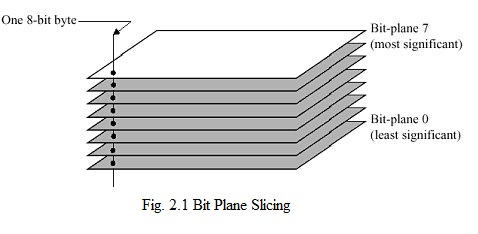 One 8-bit byte
Bit-plane 7
(most significant)
Bit-plane 0
(least significant)
Fig. 2.1 Bit Plane Slicing